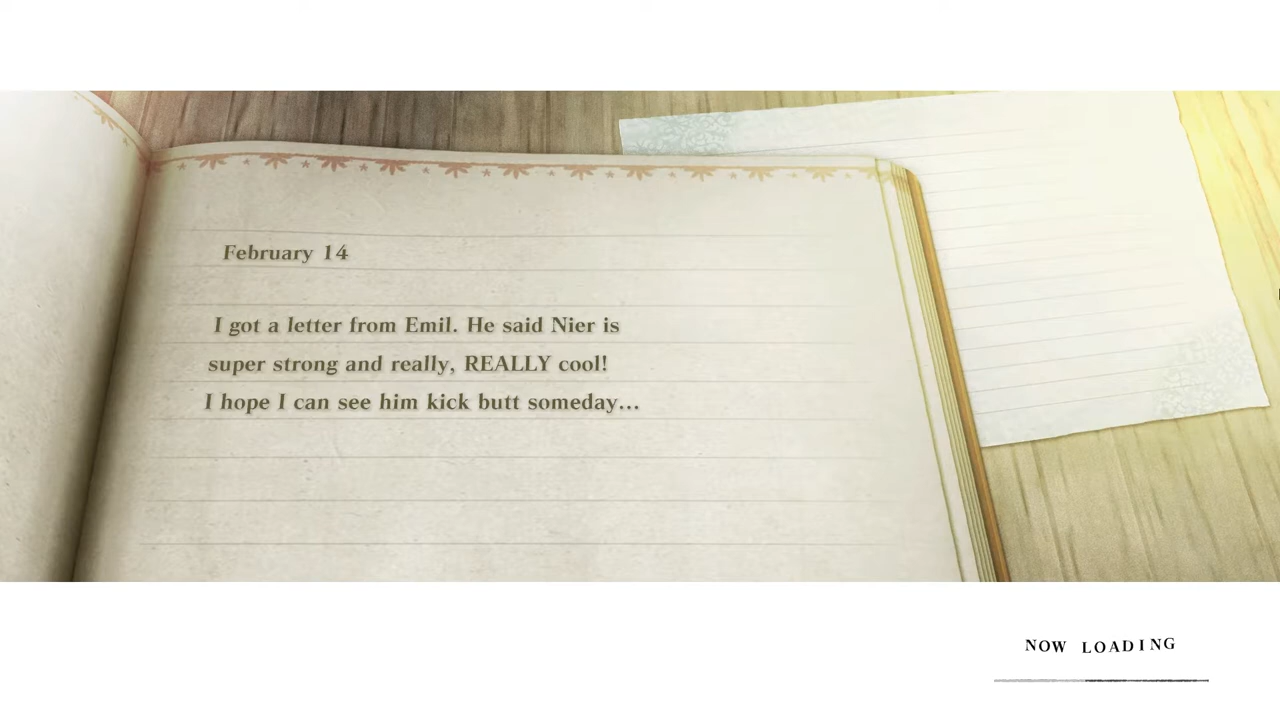 February 14
I got a letter from Emil. He said Nier is
super strong and really, REALLY cool!
I hope I can see him kick butt someday...
NOW LOADING